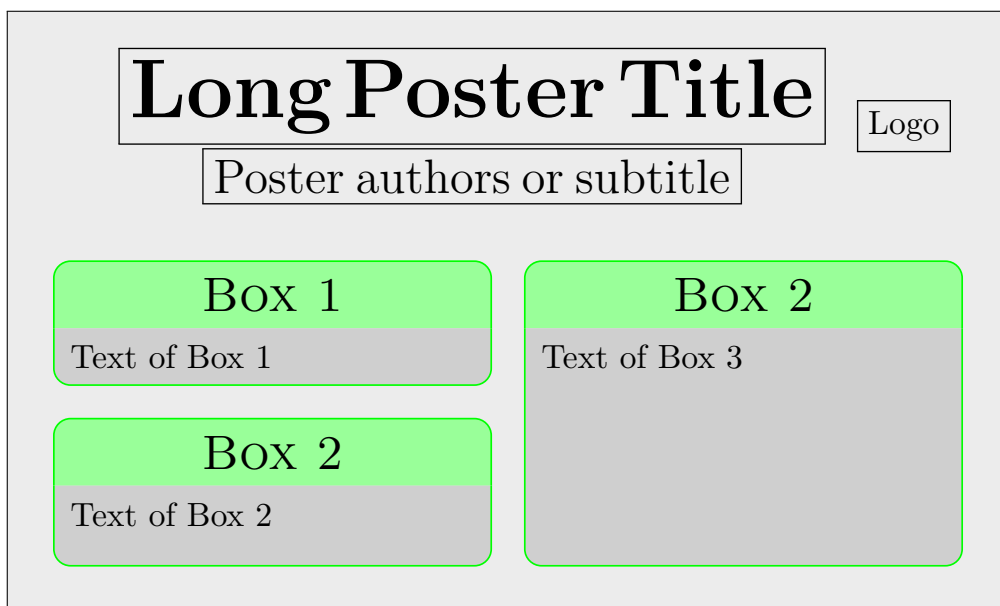 Long Poster Title
Logo
Poster authors or subtitle
Box 1
Text of Box 1
Box 2
Text of Box 2
Box 2
Text of Box 3